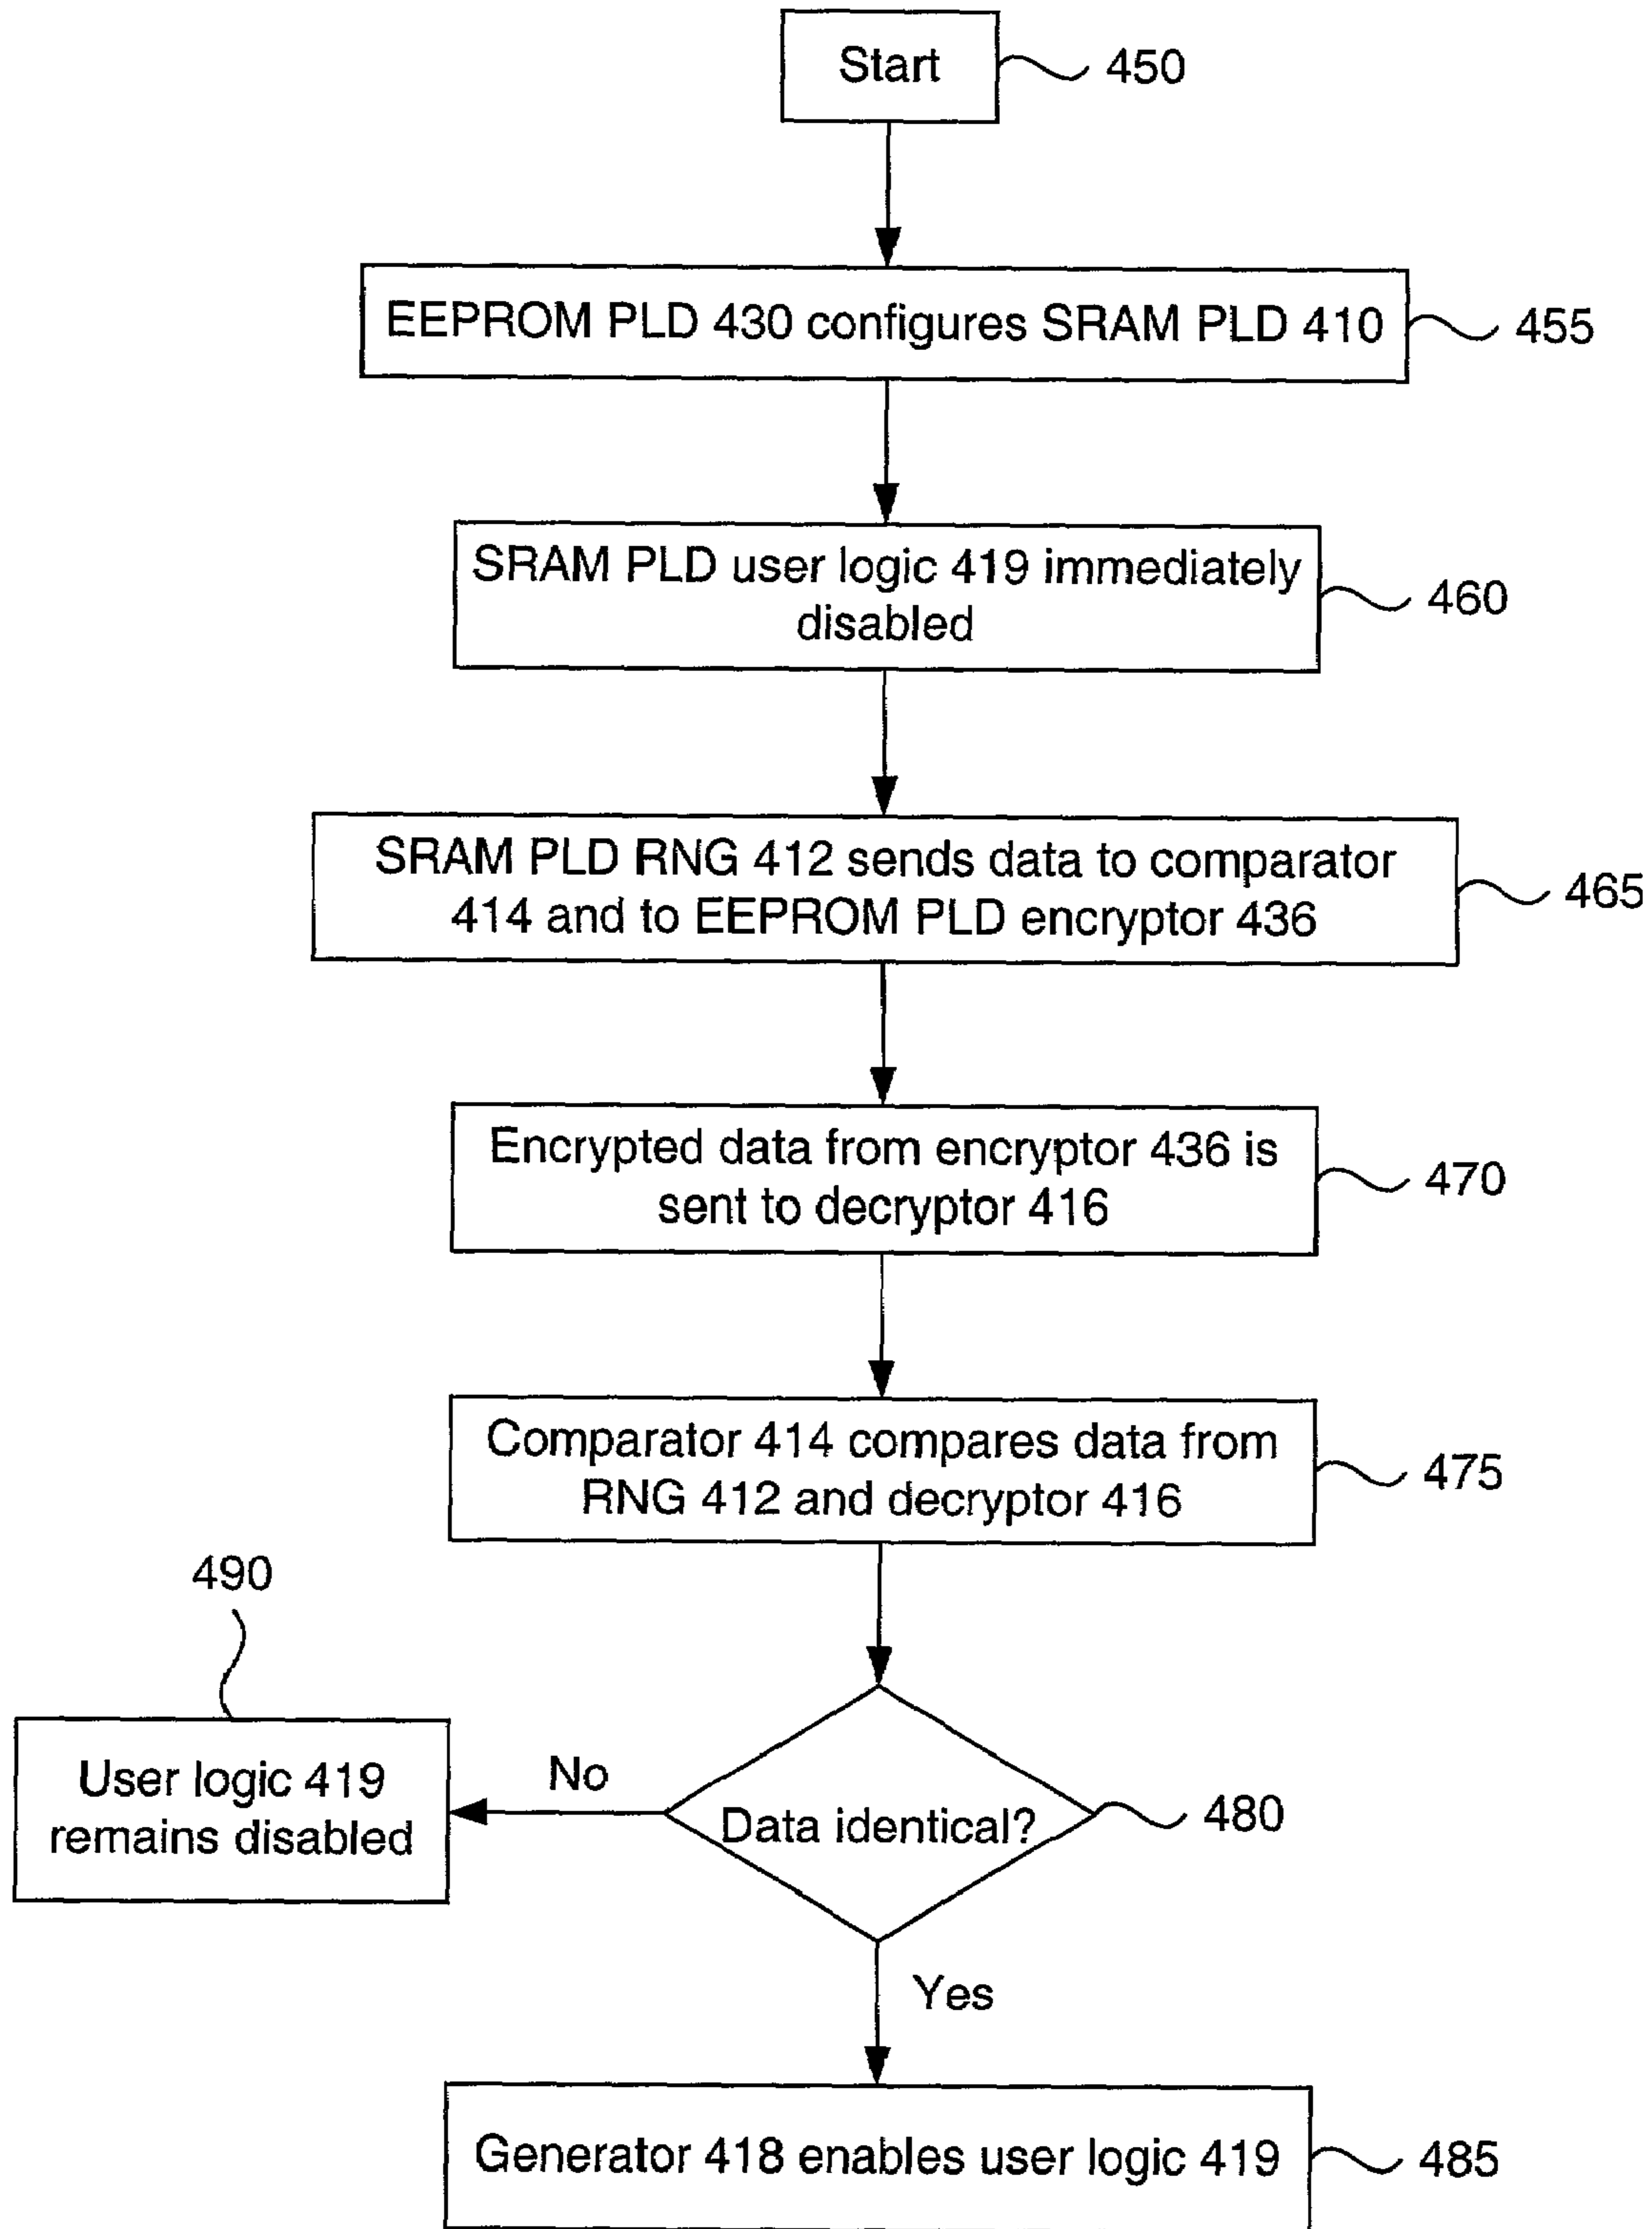 Start
450
EEPROM PLD 430 configures SRAM PLD 410
455
SRAM PLD user logic 419 immediately
disabled
460
SRAM PLD RNG 412 sends data to comparator
414 and to EEPROM PLD encryptor 436
465
Encrypted data from encryptor 436 is
sent to decryptor 416
470
Comparator 414 compares data from
RNG 412 and decryptor 416
475
490
User logic 419
remains disabled
No
Data identical?
480
Yes
Generator 418 enables user logic 419
485